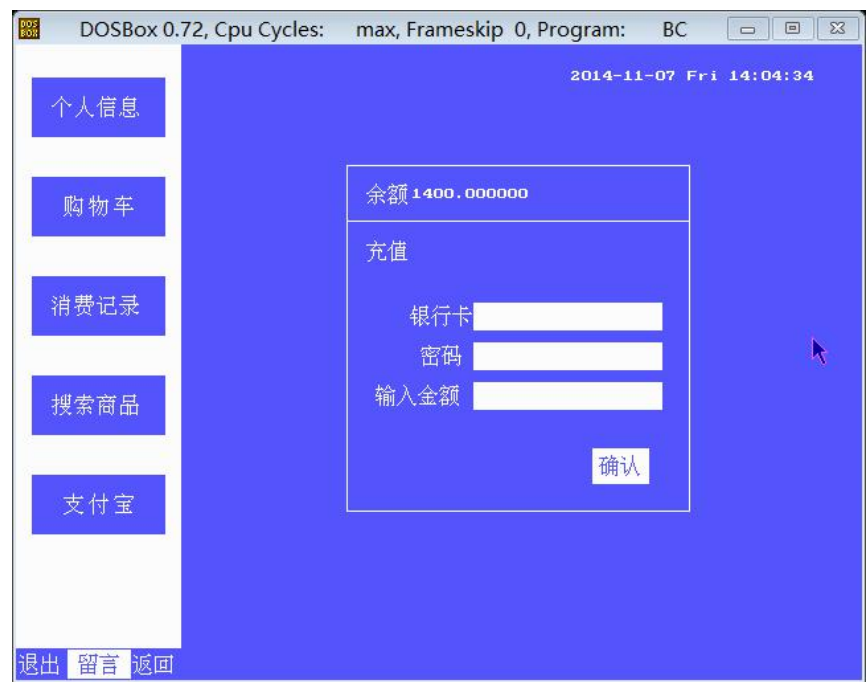 DOSBox 0.72, Cpu Cycles: max, Frameskip 0, Program: BC
2014-11-07 Fri 14:04:34
个人信息
购物车
消费记录
搜索商品
支付宝
余额1400.000000
充值
银行卡
密码
输入金额
确认
退出 留言 返回